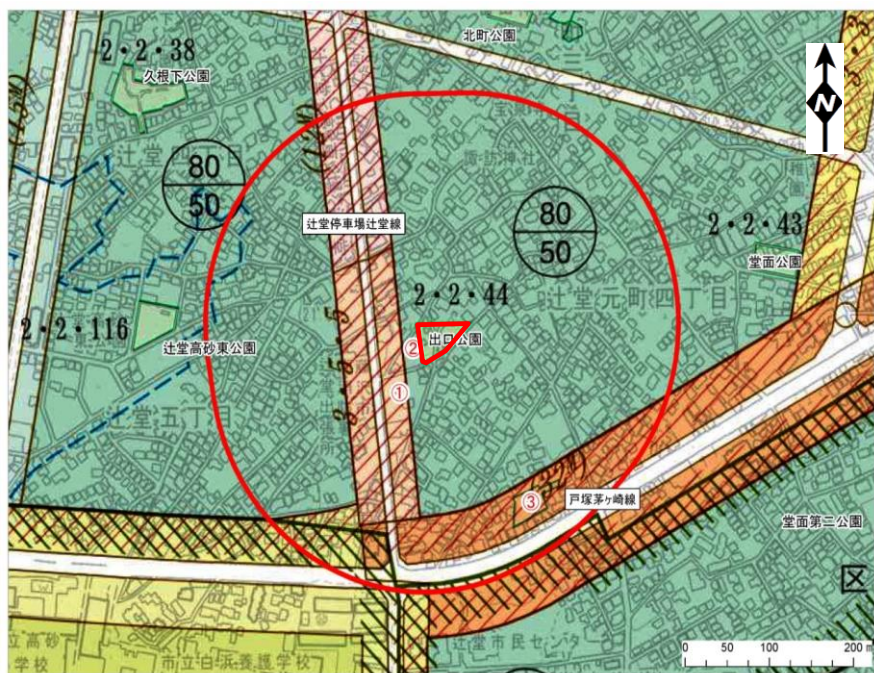 北町公園
2・2・38
久根下公園
N
80
50
辻堂停車場辻堂線
80
50
2・2・43
堂面公園
2・2・44
辻堂元町四丁目
出口公園
2・2・116
辻堂高砂東公園
②
①
3・5・5
辻堂五丁目
③
戸塚茅ヶ崎線
堂面第二公園
区
立高砂
学校
市立白浜養護学校
辻堂市民センタ
0 50 100 200 m